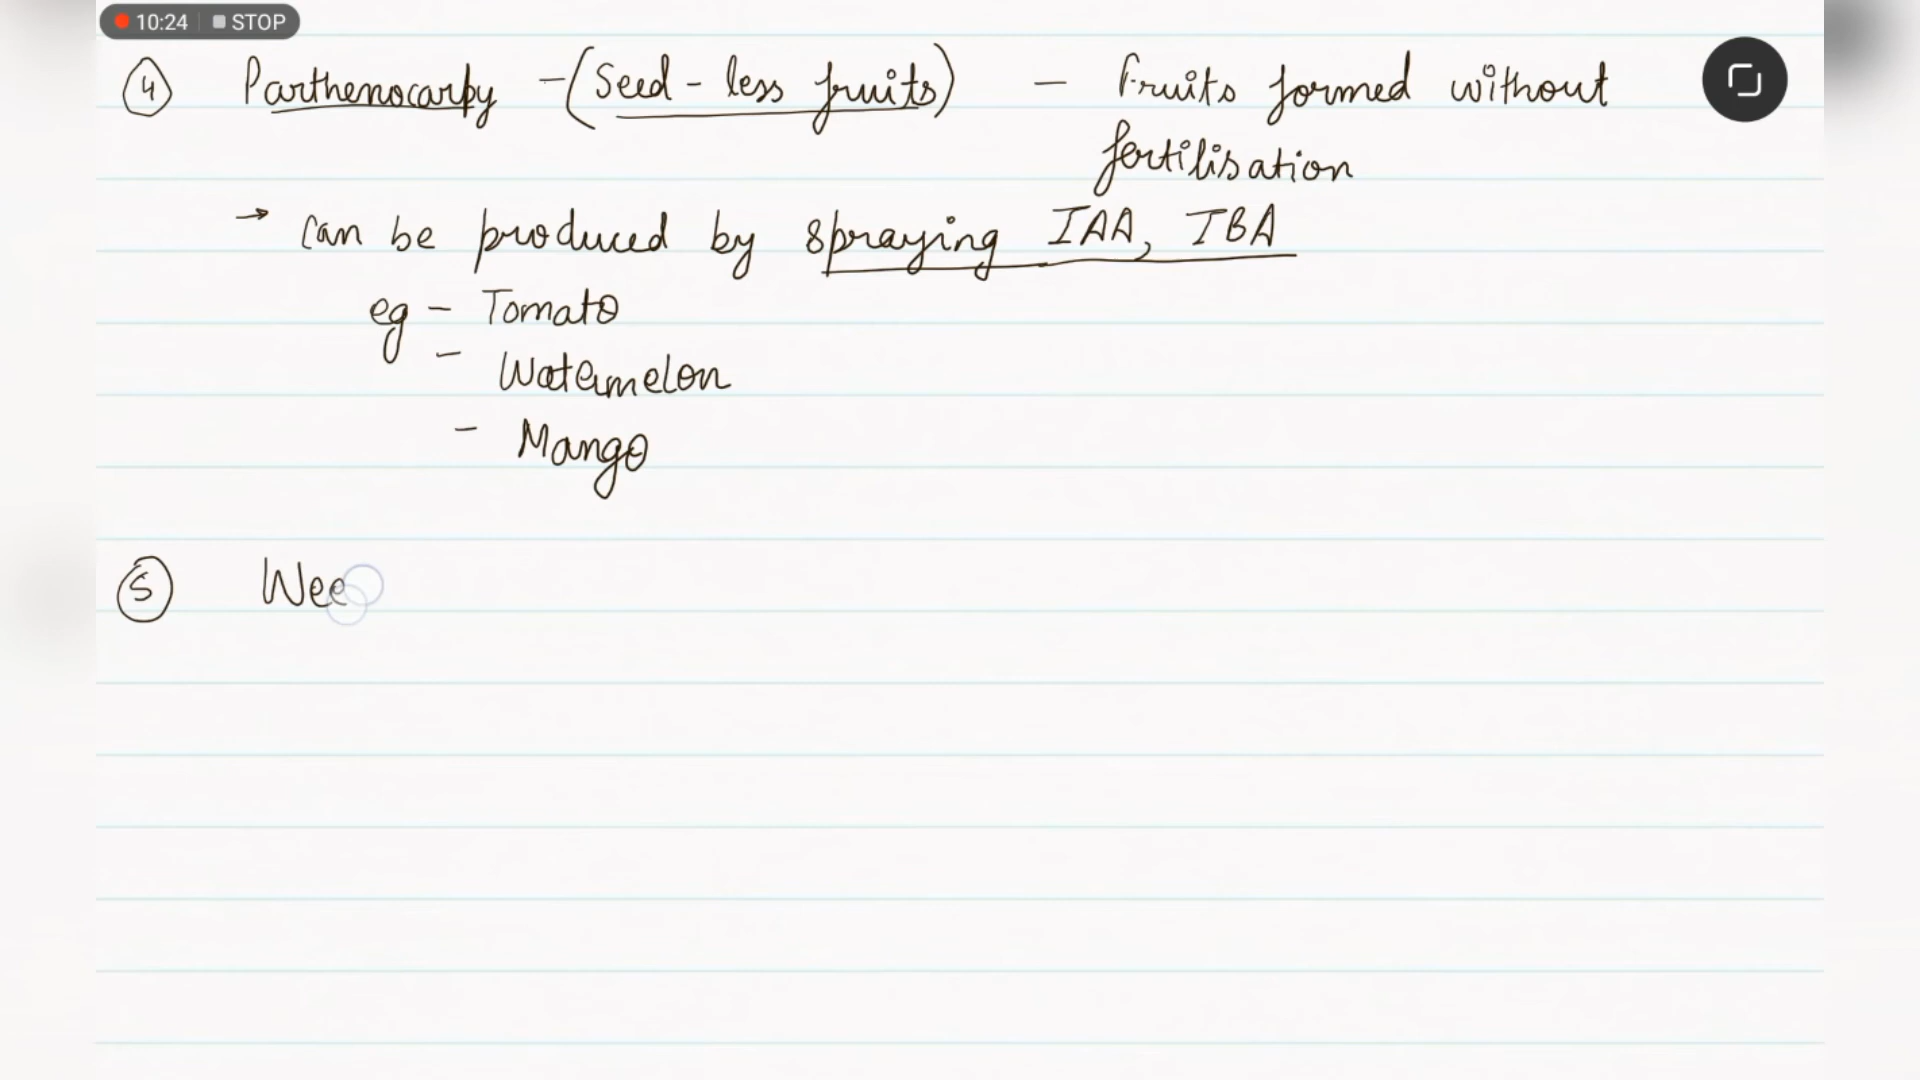 10:24 STOP
④ Parthenocarpy - (Seed - less fruits) - Fruits formed without
fertilisation
→ Can be produced by spraying IAA, IBA
eg - Tomato
- Watermelon
- Mango
⑤ Wee